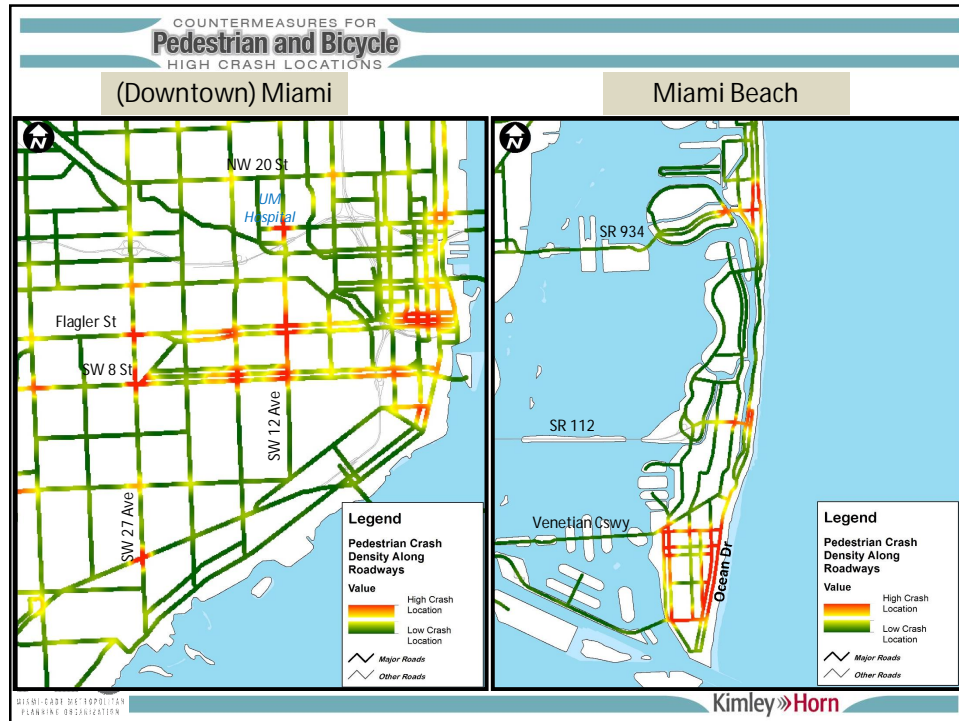 COUNTERMEASURES FOR
Pedestrian and Bicycle
HIGH CRASH LOCATIONS
(Downtown) Miami
N
NW 20 St
UM
Hospital
Flagler St
SW 8 St
SW 12 Ave
SW 27 Ave
Legend
Pedestrian Crash
Density Along
Roadways
Value
High Crash
Location
Low Crash
Location
Major Roads
Other Roads
Miami Beach
N
SR 934
SR 112
Venetian Cswy
Ocean Dr
Legend
Pedestrian Crash
Density Along
Roadways
Value
High Crash
Location
Low Crash
Location
Major Roads
Other Roads
MIAMI-DADE METROPOLITAN
PLANNING ORGANIZATION
Kimley»Horn